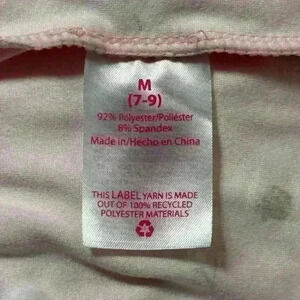 M
(7-9)
92% Polyester/Poliéster
8% Spandex
Made in/Hecho en China
THIS LABEL YARN IS MADE
OUT OF 100% RECYCLED
POLYESTER MATERIALS